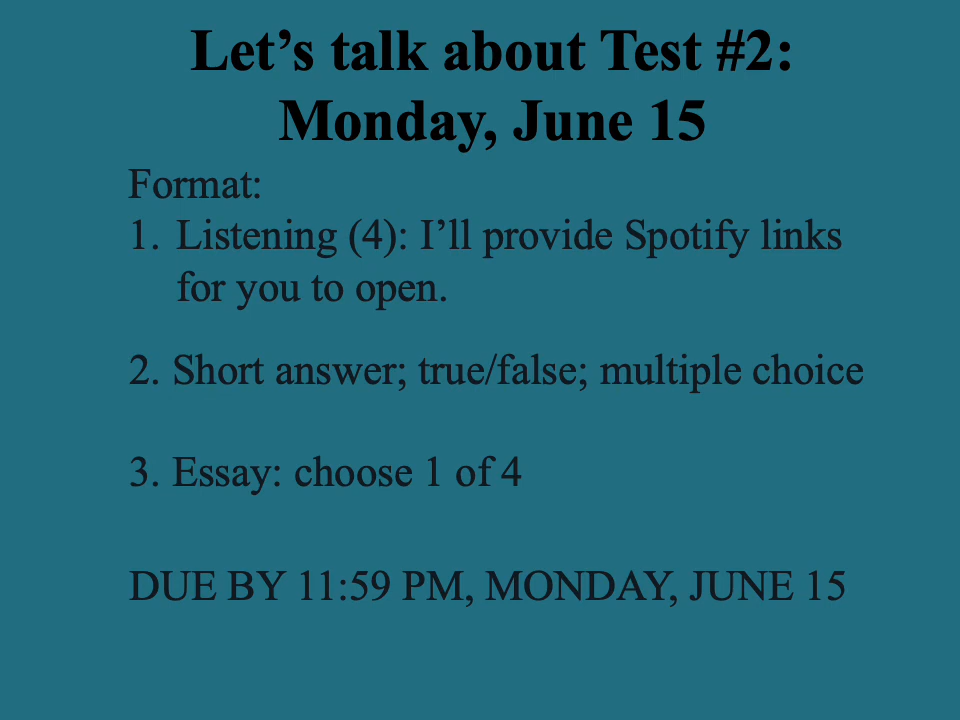 Let’s talk about Test #2:
Monday, June 15
Format:
1. Listening (4): I’ll provide Spotify links
for you to open.
2. Short answer; true/false; multiple choice
3. Essay: choose 1 of 4
DUE BY 11:59 PM, MONDAY, JUNE 15